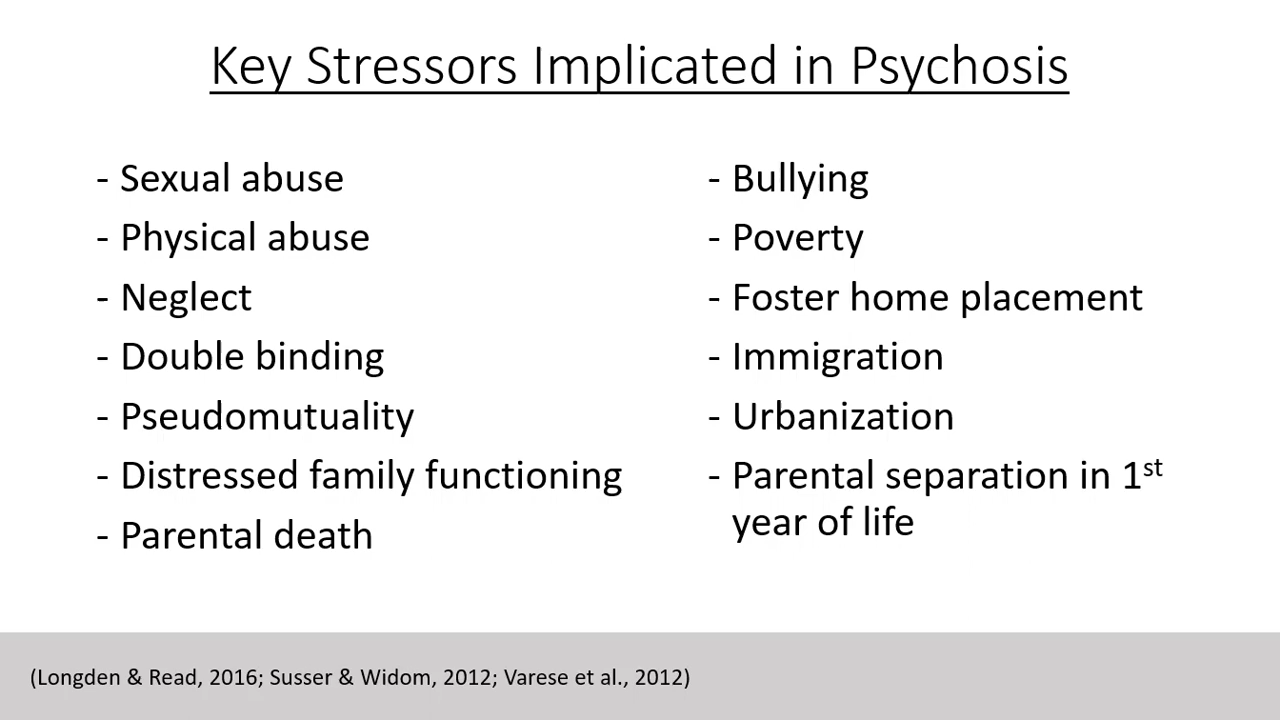 Key Stressors Implicated in Psychosis
- Sexual abuse
- Physical abuse
- Neglect
- Double binding
- Pseudomutuality
- Distressed family functioning
- Parental death
- Bullying
- Poverty
- Foster home placement
- Immigration
- Urbanization
- Parental separation in 1st
year of life
(Longden & Read, 2016; Susser & Widom, 2012; Varese et al., 2012)